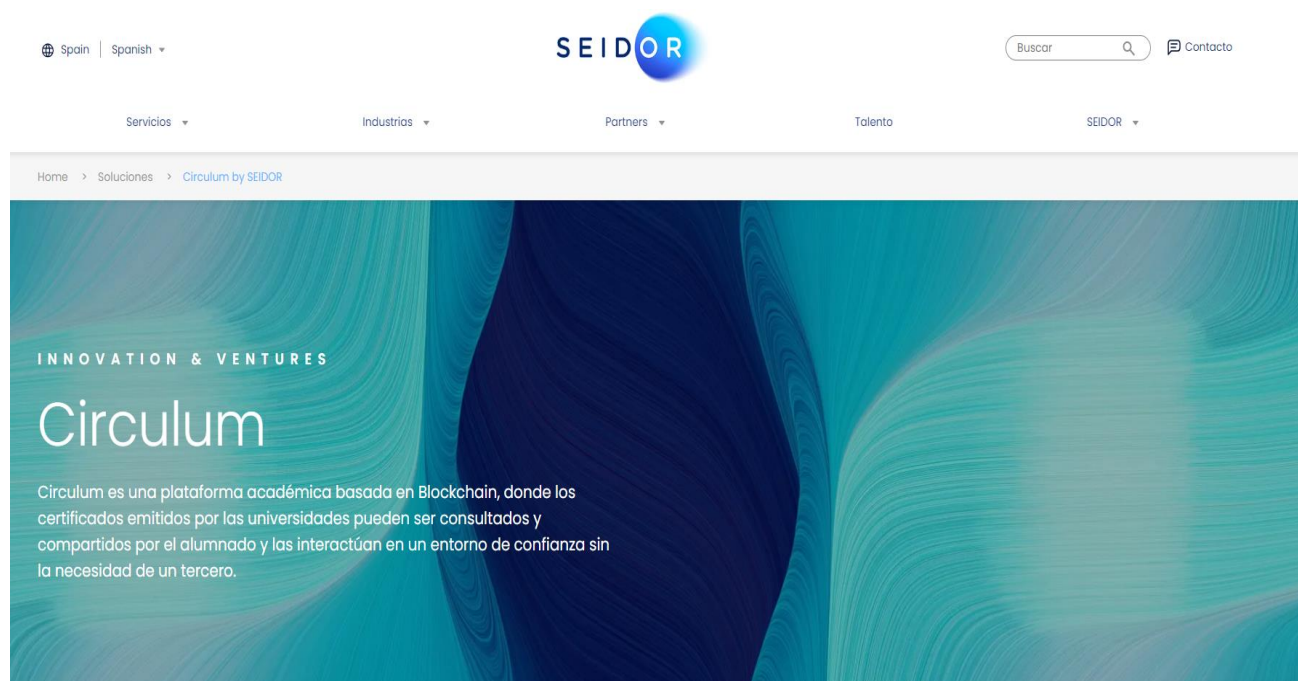 Spain | Spanish
SEIDOR
Buscar
Contacto
Servicios
Industrias
Partners
Talento
SEIDOR
Home > Soluciones > Circulum by SEIDOR
INNOVATION & VENTURES
Circulum
Circulum es una plataforma académica basada en Blockchain, donde los
certificados emitidos por las universidades pueden ser consultados y
compartidos por el alumnado y las interactúan en un entorno de confianza sin
la necesidad de un tercero.